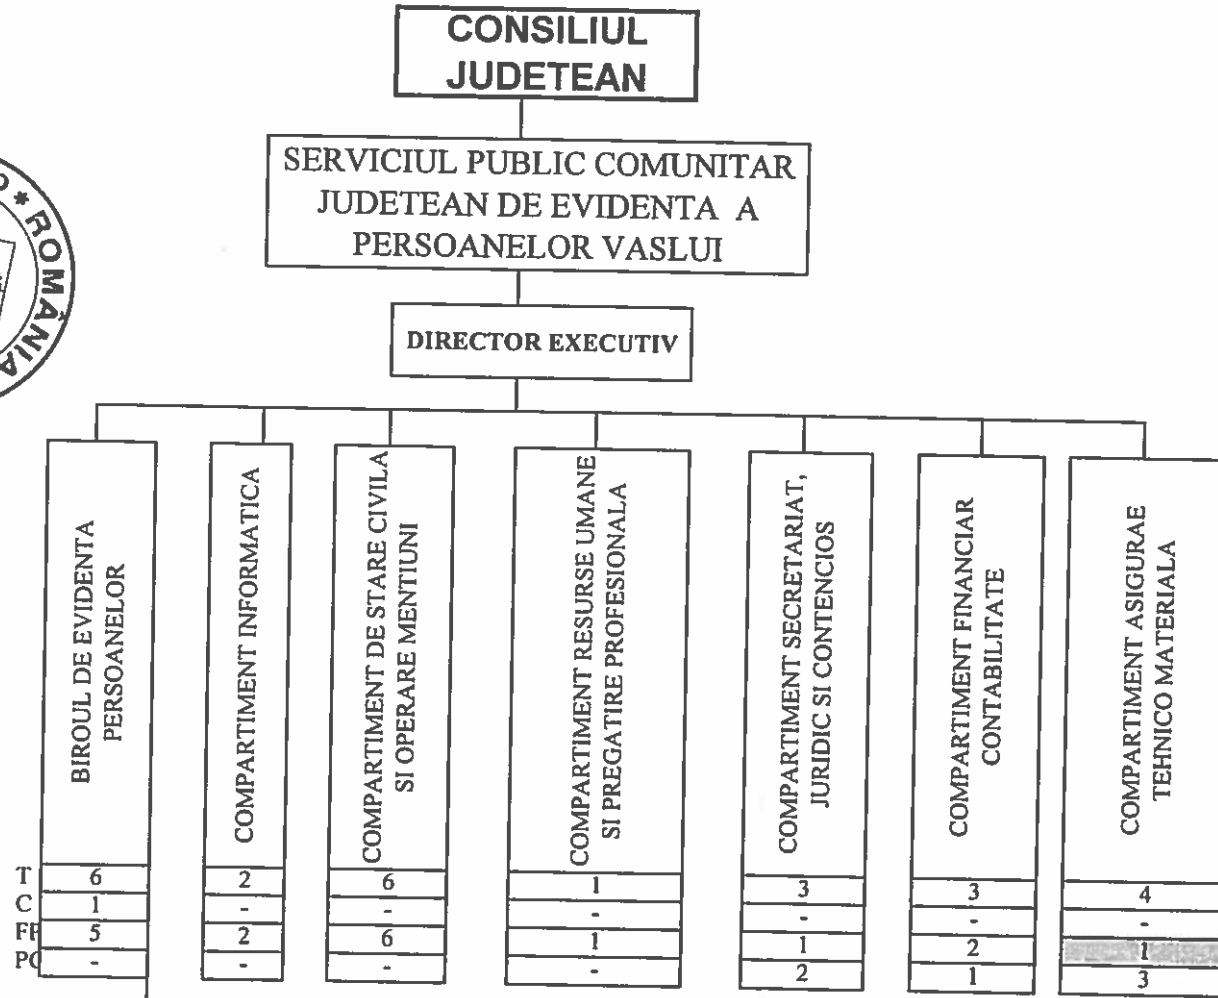 CONSILIUL
JUDETEAN
SERVICIUL PUBLIC COMUNITAR
JUDETEAN DE EVIDENTA A
PERSOANELOR VASLUI
* ROMÂNIA
DIRECTOR EXECUTIV
BIROUL DE EVIDENTA
PERSOANELOR
COMPARTIMENT INFORMATICA
COMPARTIMENT DE STARE CIVILA
SI OPERARE MENTIUNI
COMPARTIMENT RESURSE UMANE
SI PREGATIRE PROFESIONALA
COMPARTIMENT SECRETARIAT,
JURIDIC SI CONTENCIOS
COMPARTIMENT FINANCIAR
CONTABILITATE
COMPARTIMENT ASIGURAE
TEHNICO MATERIALA
T 6 2 6 1 3 3 4
C 1 - - - - - -
FF 5 2 6 1 1 2 1
PC - - - - 2 1 3